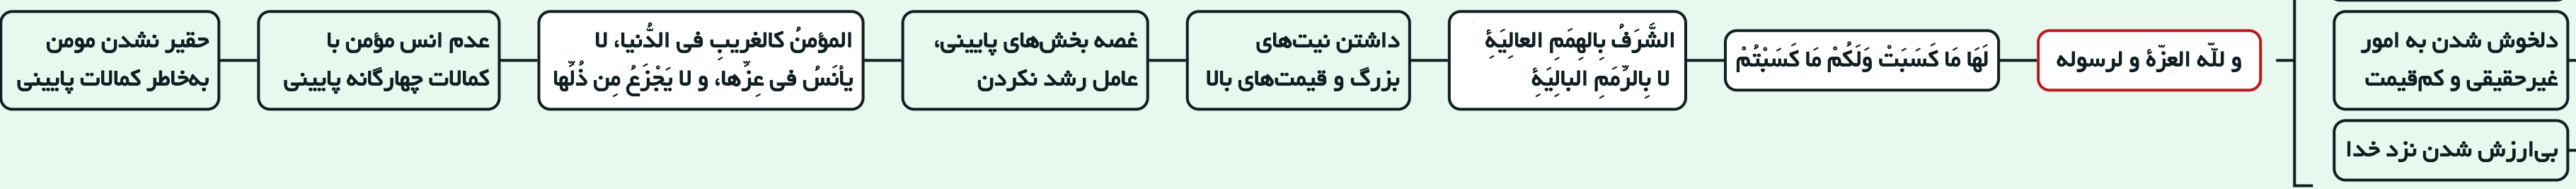 دلخوش شدن به امور
غیرحقیقی و کم‌قیمت
بی‌ارزش شدن نزد خدا
و للّه العزّة و لرسوله
لَهَا مَا کَسَبَتْ وَلَکُمْ مَا کَسَبْتُمْ
الشَّرَفُ بِالهِمَمِ العالِیَةِ
لا بِالرِّمَمِ البالِیَةِ
داشتن نیت‌های
بزرگ و قیمت‌های بالا
غصه بخش‌های پایینی،
عامل رشد نکردن
المؤمنُ کالغریبِ فی الدُّنیا، لا
یأنَسُ فی عِزِّها، و لا یَجْزَعُ مِن ذُلِّها
عدم انس مؤمن با
کمالات چهارگانه پایینی
حقیر نشدن مومن
به‌خاطر کمالات پایینی